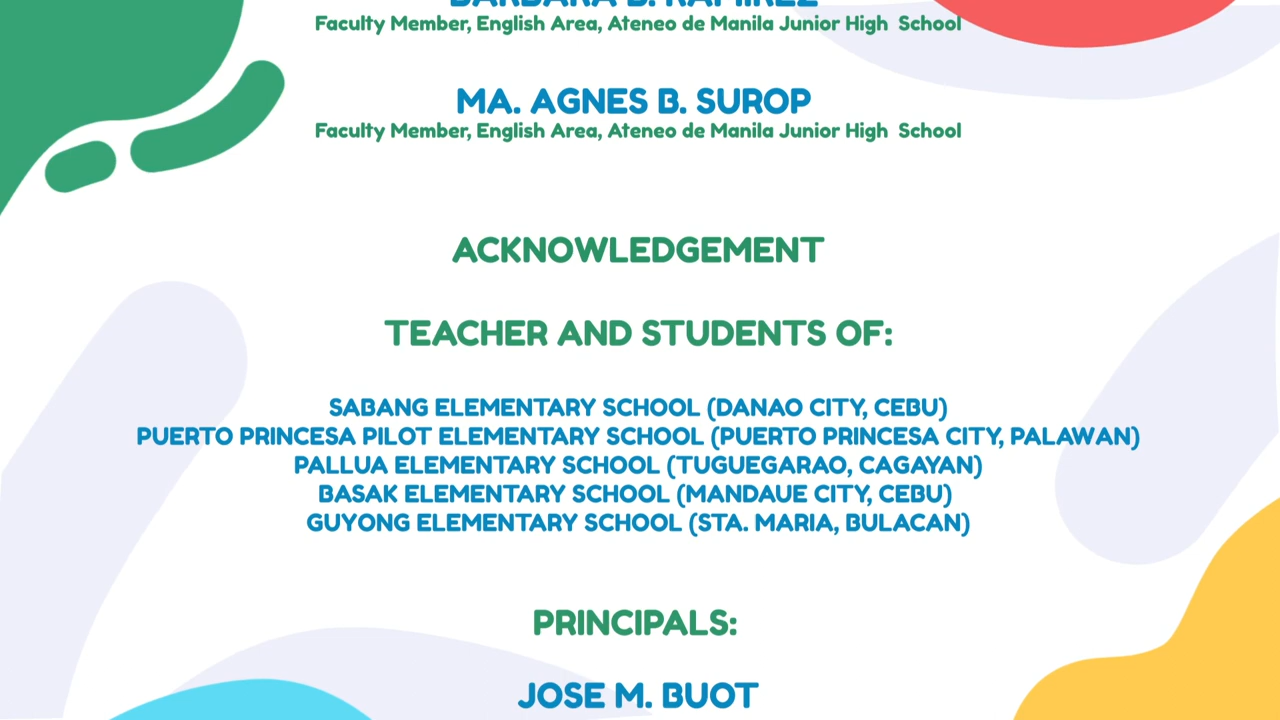 BARBARA B. RAMIREZ
Faculty Member, English Area, Ateneo de Manila Junior High School
MA. AGNES B. SUROP
Faculty Member, English Area, Ateneo de Manila Junior High School
ACKNOWLEDGEMENT
TEACHER AND STUDENTS OF:
SABANG ELEMENTARY SCHOOL (DANAO CITY, CEBU)
PUERTO PRINCESA PILOT ELEMENTARY SCHOOL (PUERTO PRINCESA CITY, PALAWAN)
PALLUA ELEMENTARY SCHOOL (TUGUEGARAO, CAGAYAN)
BASAK ELEMENTARY SCHOOL (MANDAUE CITY, CEBU)
GUYONG ELEMENTARY SCHOOL (STA. MARIA, BULACAN)
PRINCIPALS:
JOSE M. BUOT